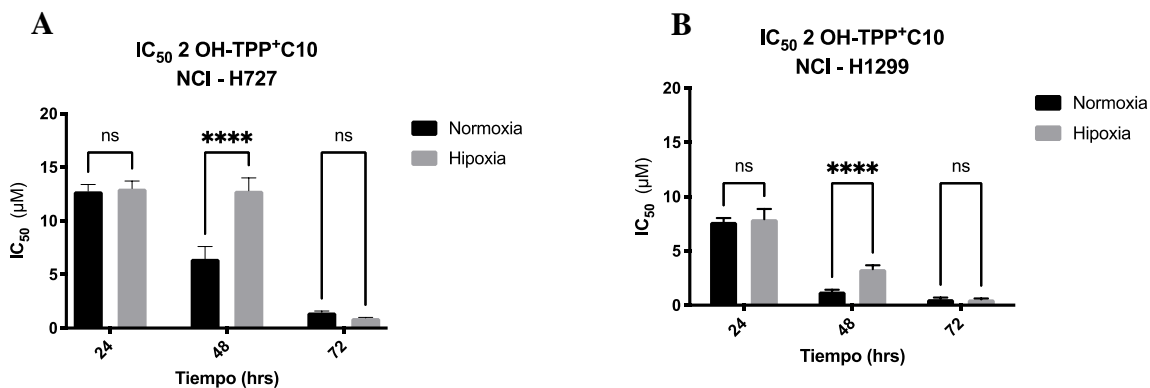 A
IC50 2 OH-TPP+C10
NCI - H727
Normoxia
Hipoxia
ns
****
ns
20
15
10
5
0
IC50 (µM)
24
48
72
Tiempo (hrs)
B
IC50 2 OH-TPP+C10
NCI - H1299
Normoxia
Hipoxia
ns
****
ns
20
15
10
5
0
IC50 (µM)
24
48
72
Tiempo (hrs)